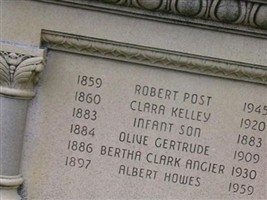 1859 ROBERT POST 1945
1860 CLARA KELLEY 1920
1883 INFANT SON 1883
1884 OLIVE GERTRUDE 1909
1886 BERTHA CLARK ANGIER 1930
1897 ALBERT HOWES 1959